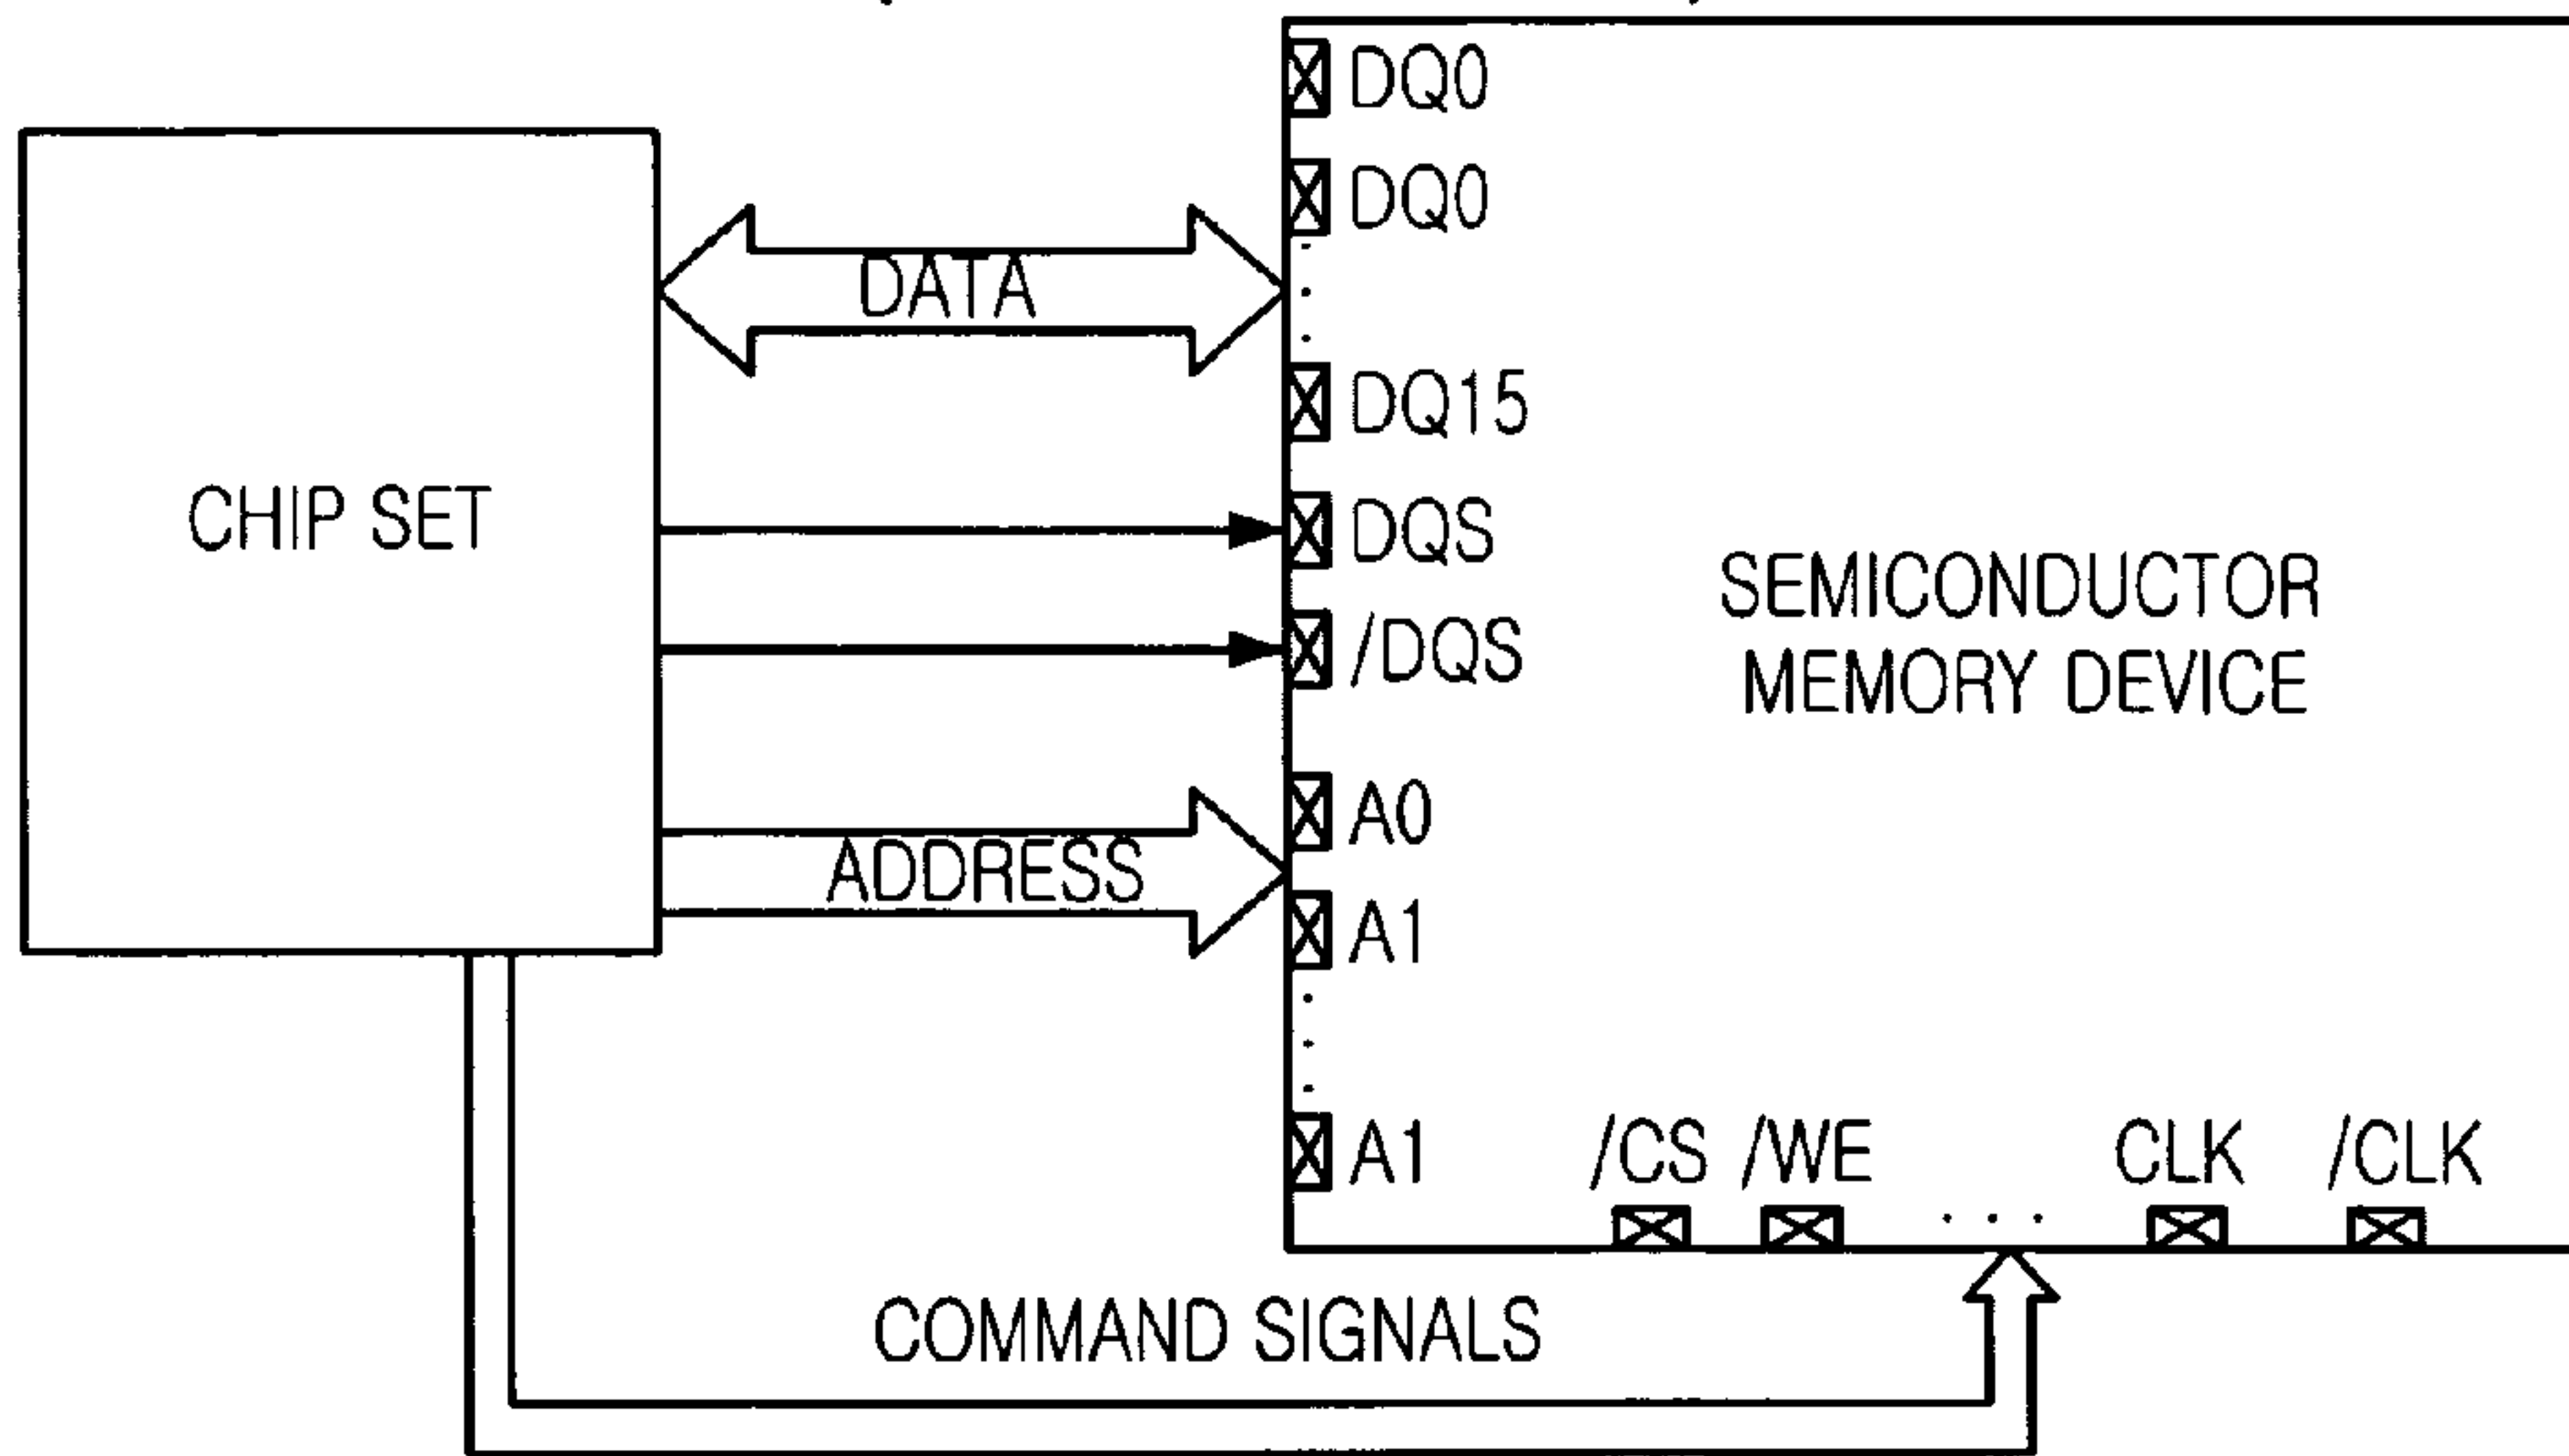 DQ0
DQ0
DATA
DQ15
CHIP SET
DQS
/DQS
SEMICONDUCTOR
MEMORY DEVICE
A0
ADDRESS
A1
A1
/CS /WE CLK /CLK
COMMAND SIGNALS